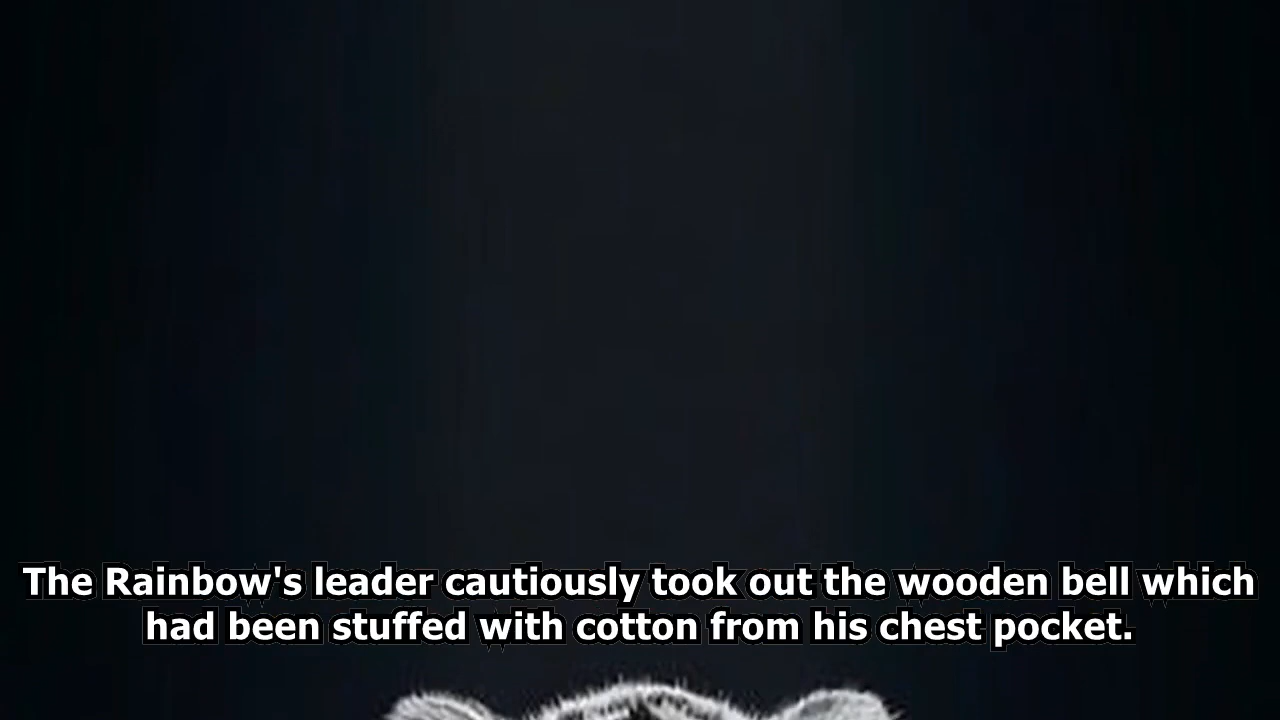 The Rainbow's leader cautiously took out the wooden bell which
had been stuffed with cotton from his chest pocket.